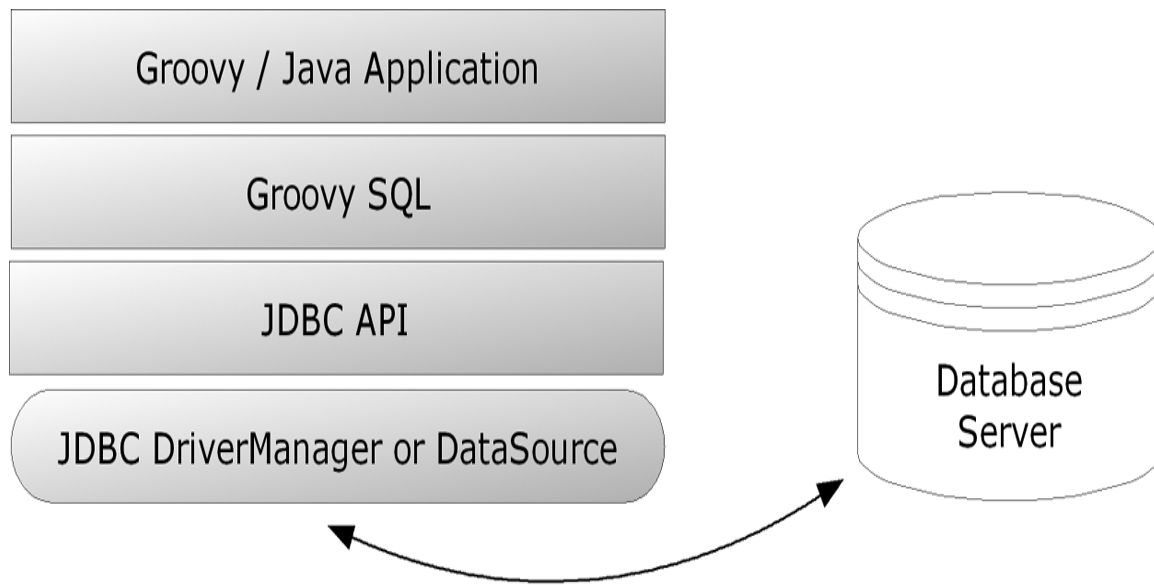 Groovy / Java Application
Groovy SQL
JDBC API
JDBC DriverManager or DataSource
Database
Server